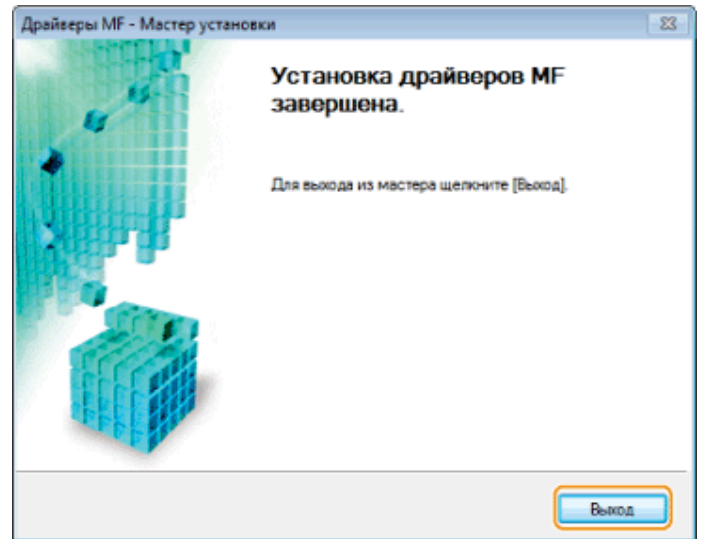 Драйверы MF - Мастер установки
Установка драйверов MF
завершена.
Для выхода из мастера щелкните [Выход].
Выход